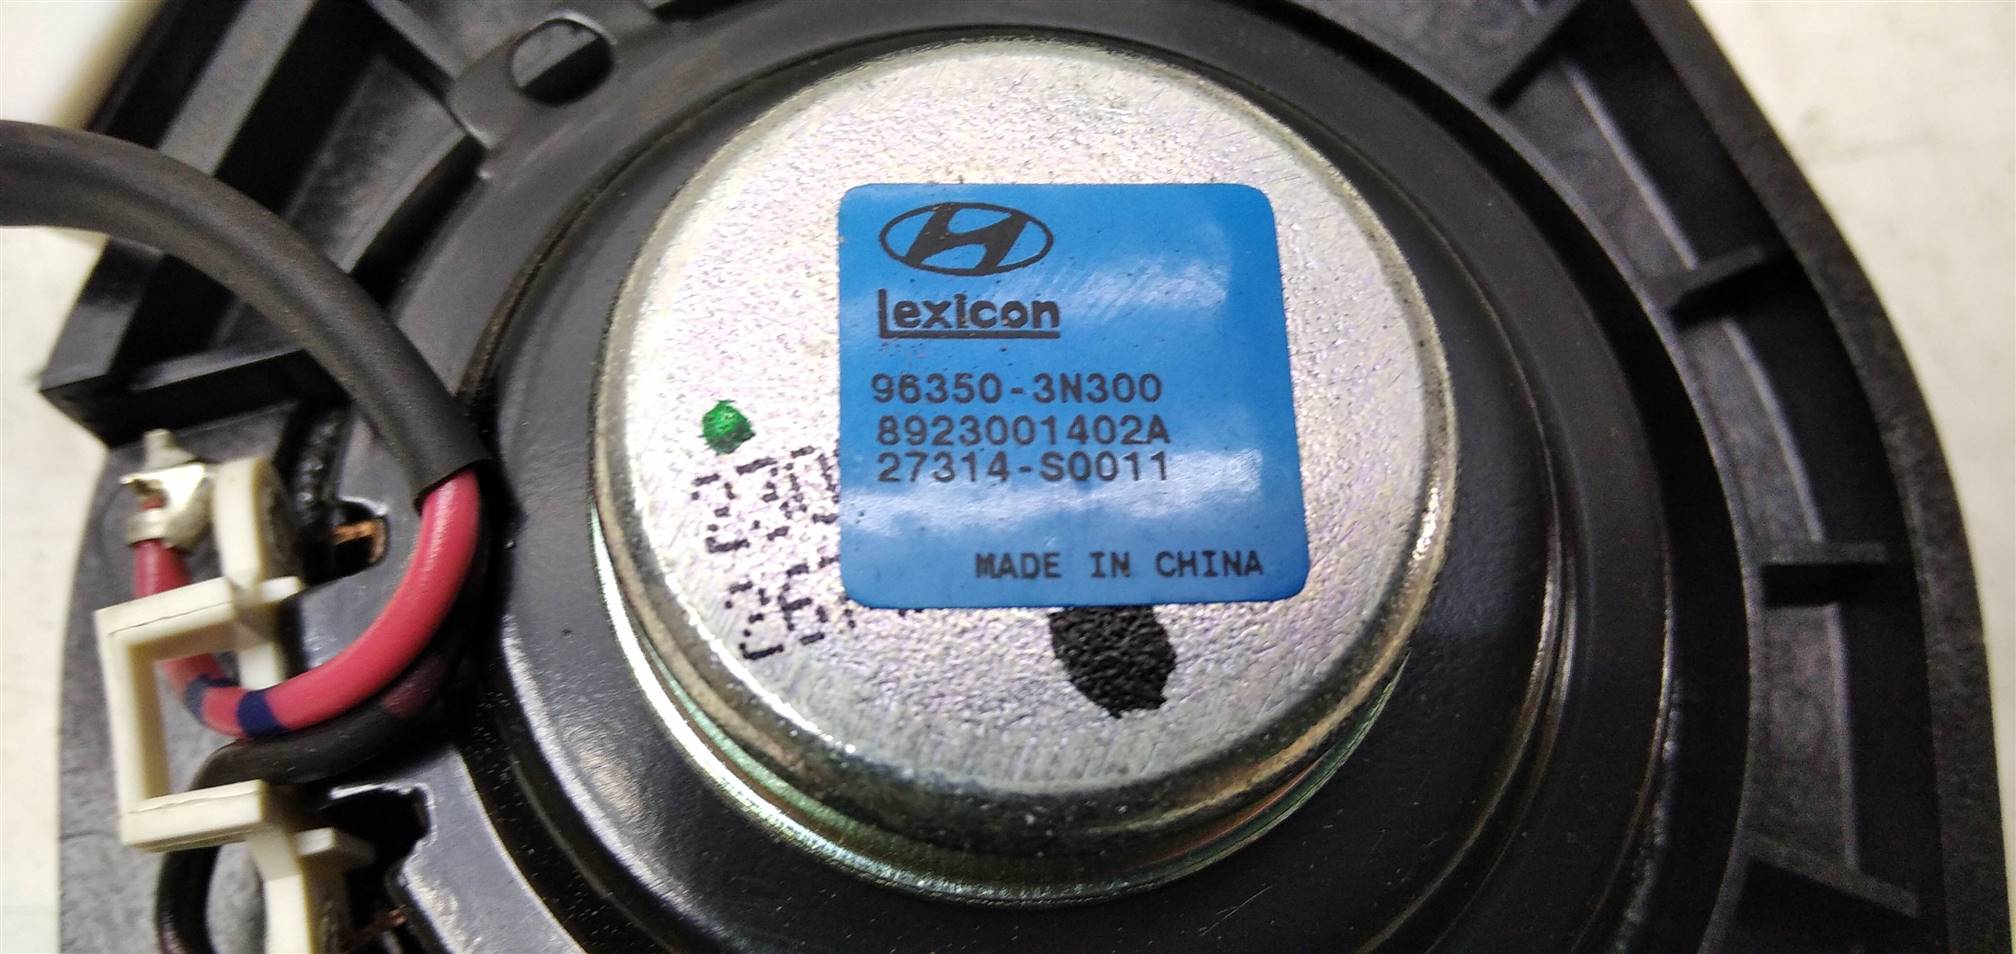 Lexicon
96350-3N300
8923001402A
27314-S0011
MADE IN CHINA